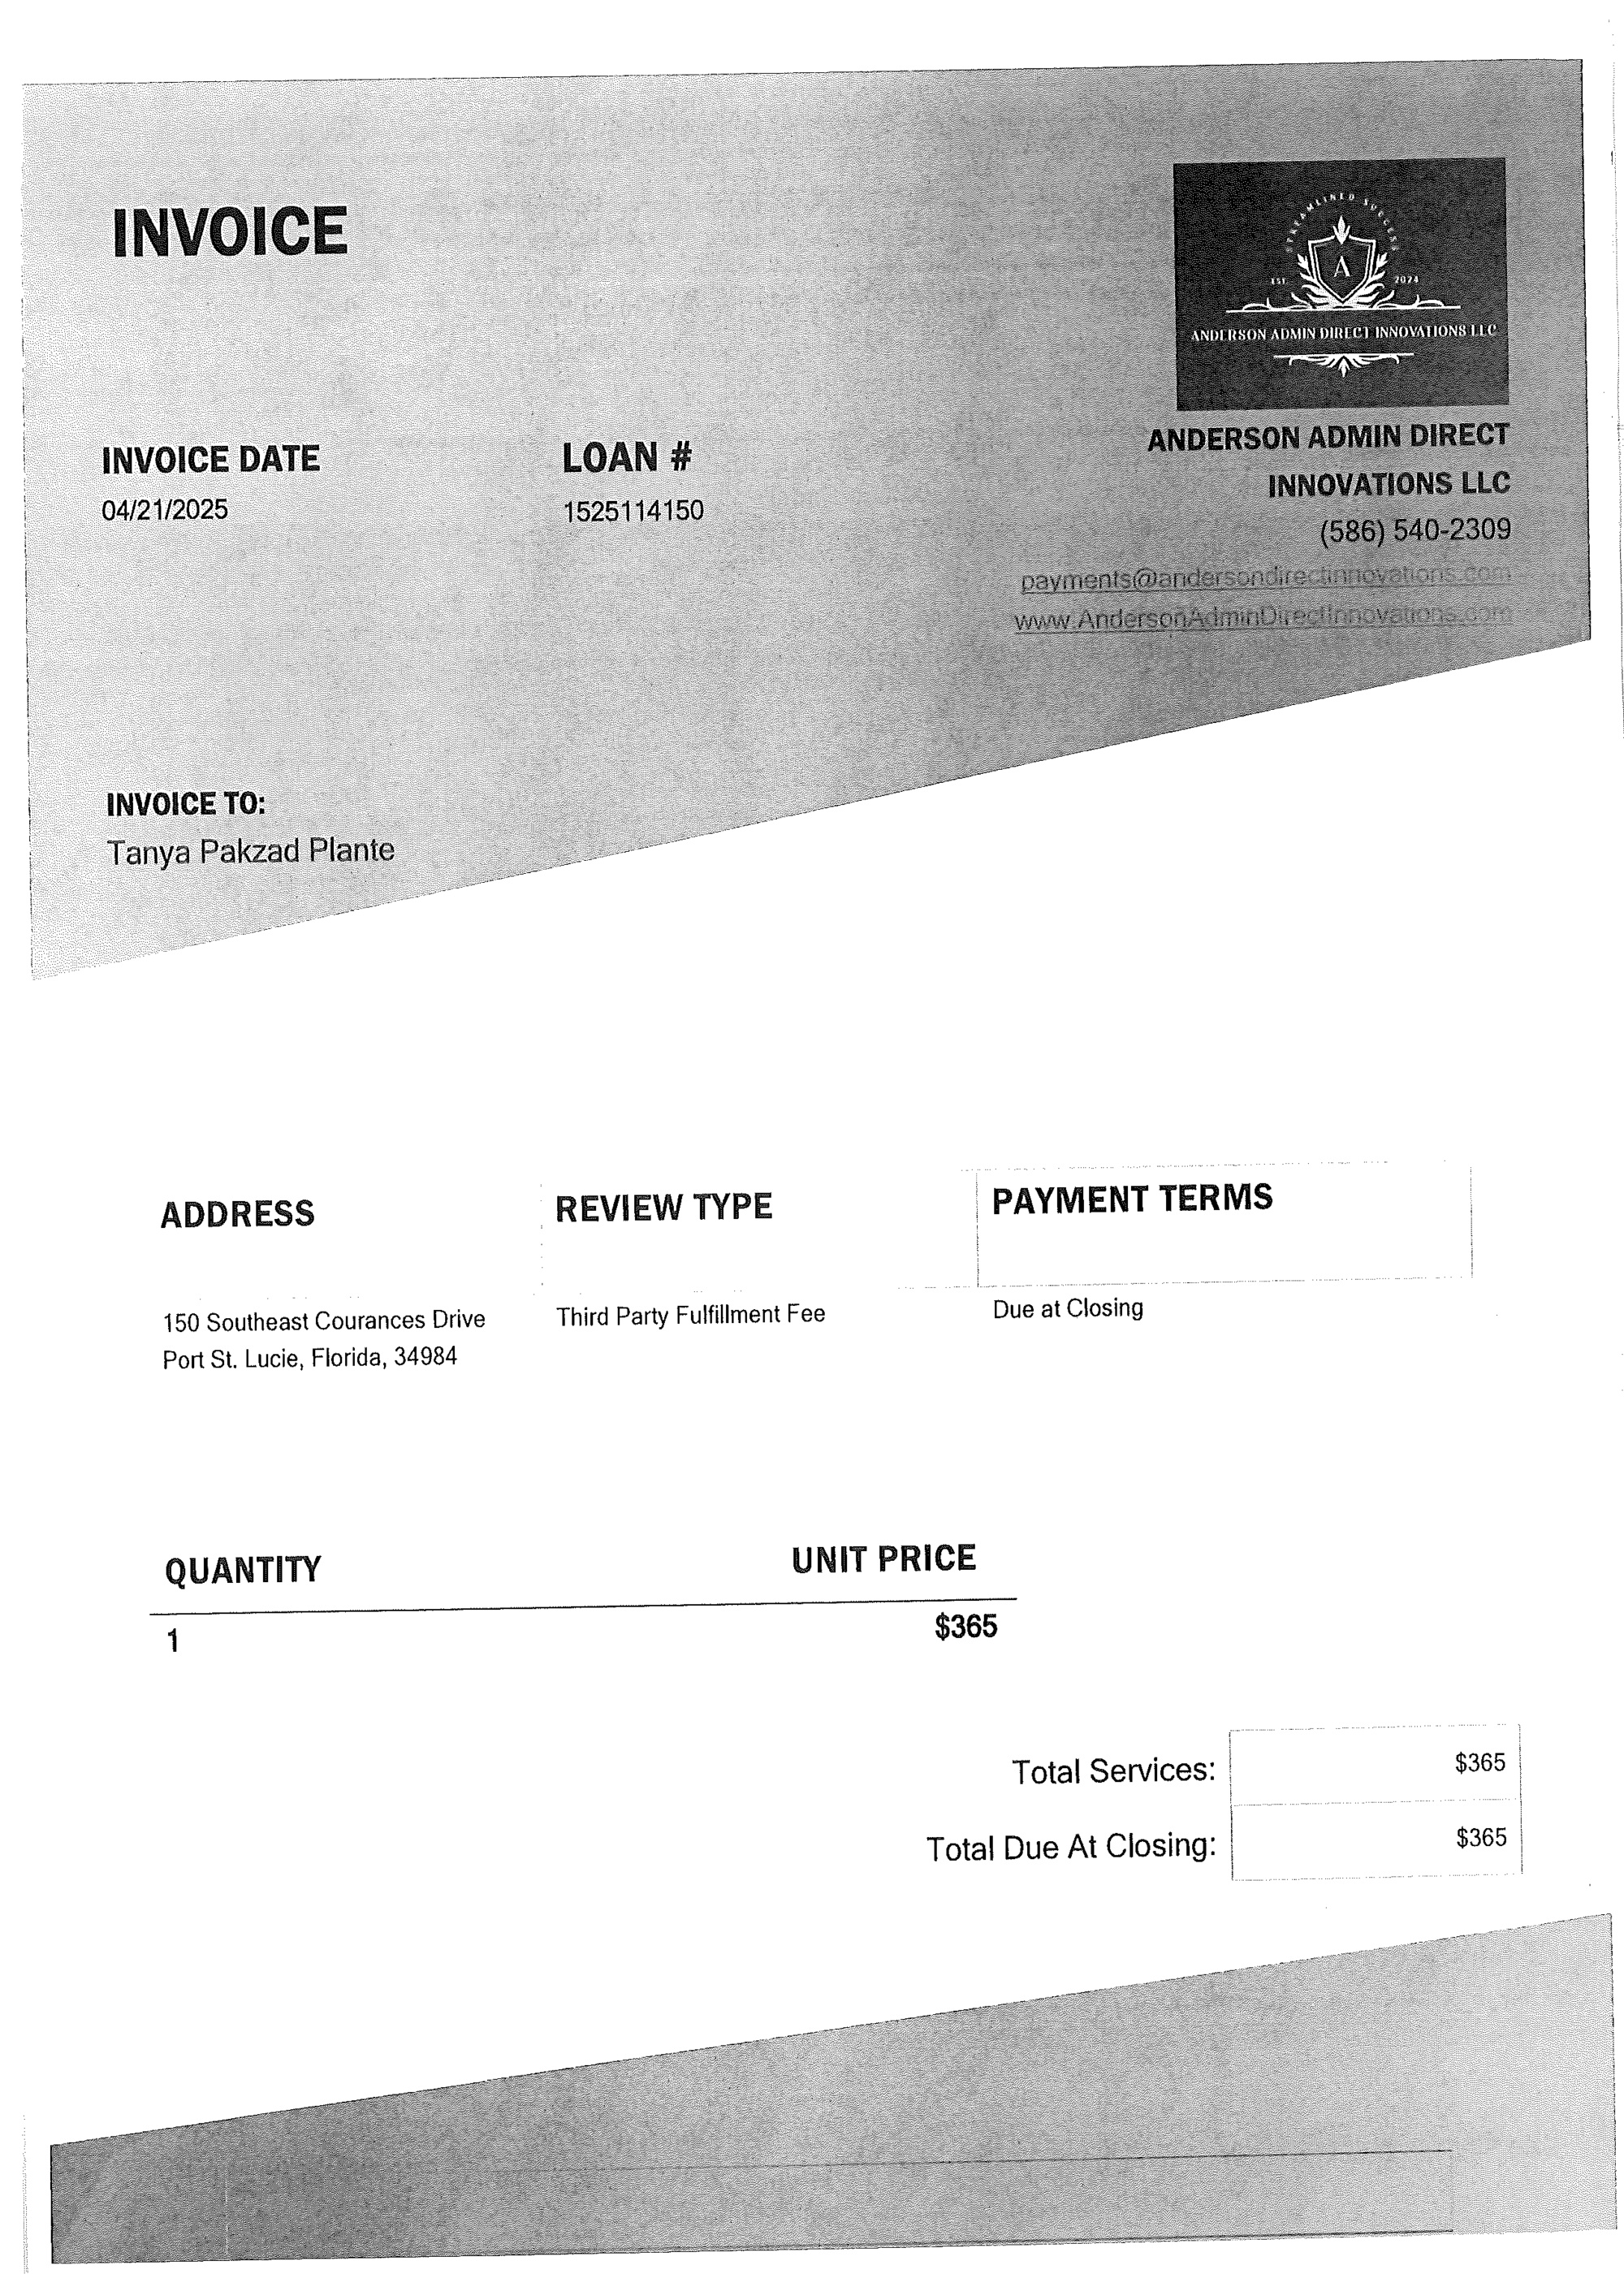 INVOICE
STREAMLINED SUCCESS
A
EST 2024
ANDERSON ADMIN DIRECT INNOVATIONS LLC
INVOICE DATE
04/21/2025
LOAN #
1525114150
ANDERSON ADMIN DIRECT
INNOVATIONS LLC
(586) 540-2309
payments@andersondirectinnovations.com
www.AndersonAdminDirectInnovations.com
INVOICE TO:
Tanya Pakzad Plante
ADDRESS REVIEW TYPE PAYMENT TERMS
150 Southeast Courances Drive Third Party Fulfillment Fee Due at Closing
Port St. Lucie, Florida, 34984
QUANTITY UNIT PRICE
1 $365
Total Services: $365
Total Due At Closing: $365